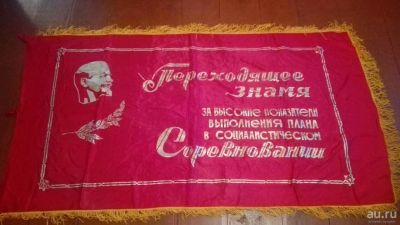 Переходящее
знамя
за высокие показатели
выполнения плана
в социалистическом
Соревновании
au.ru